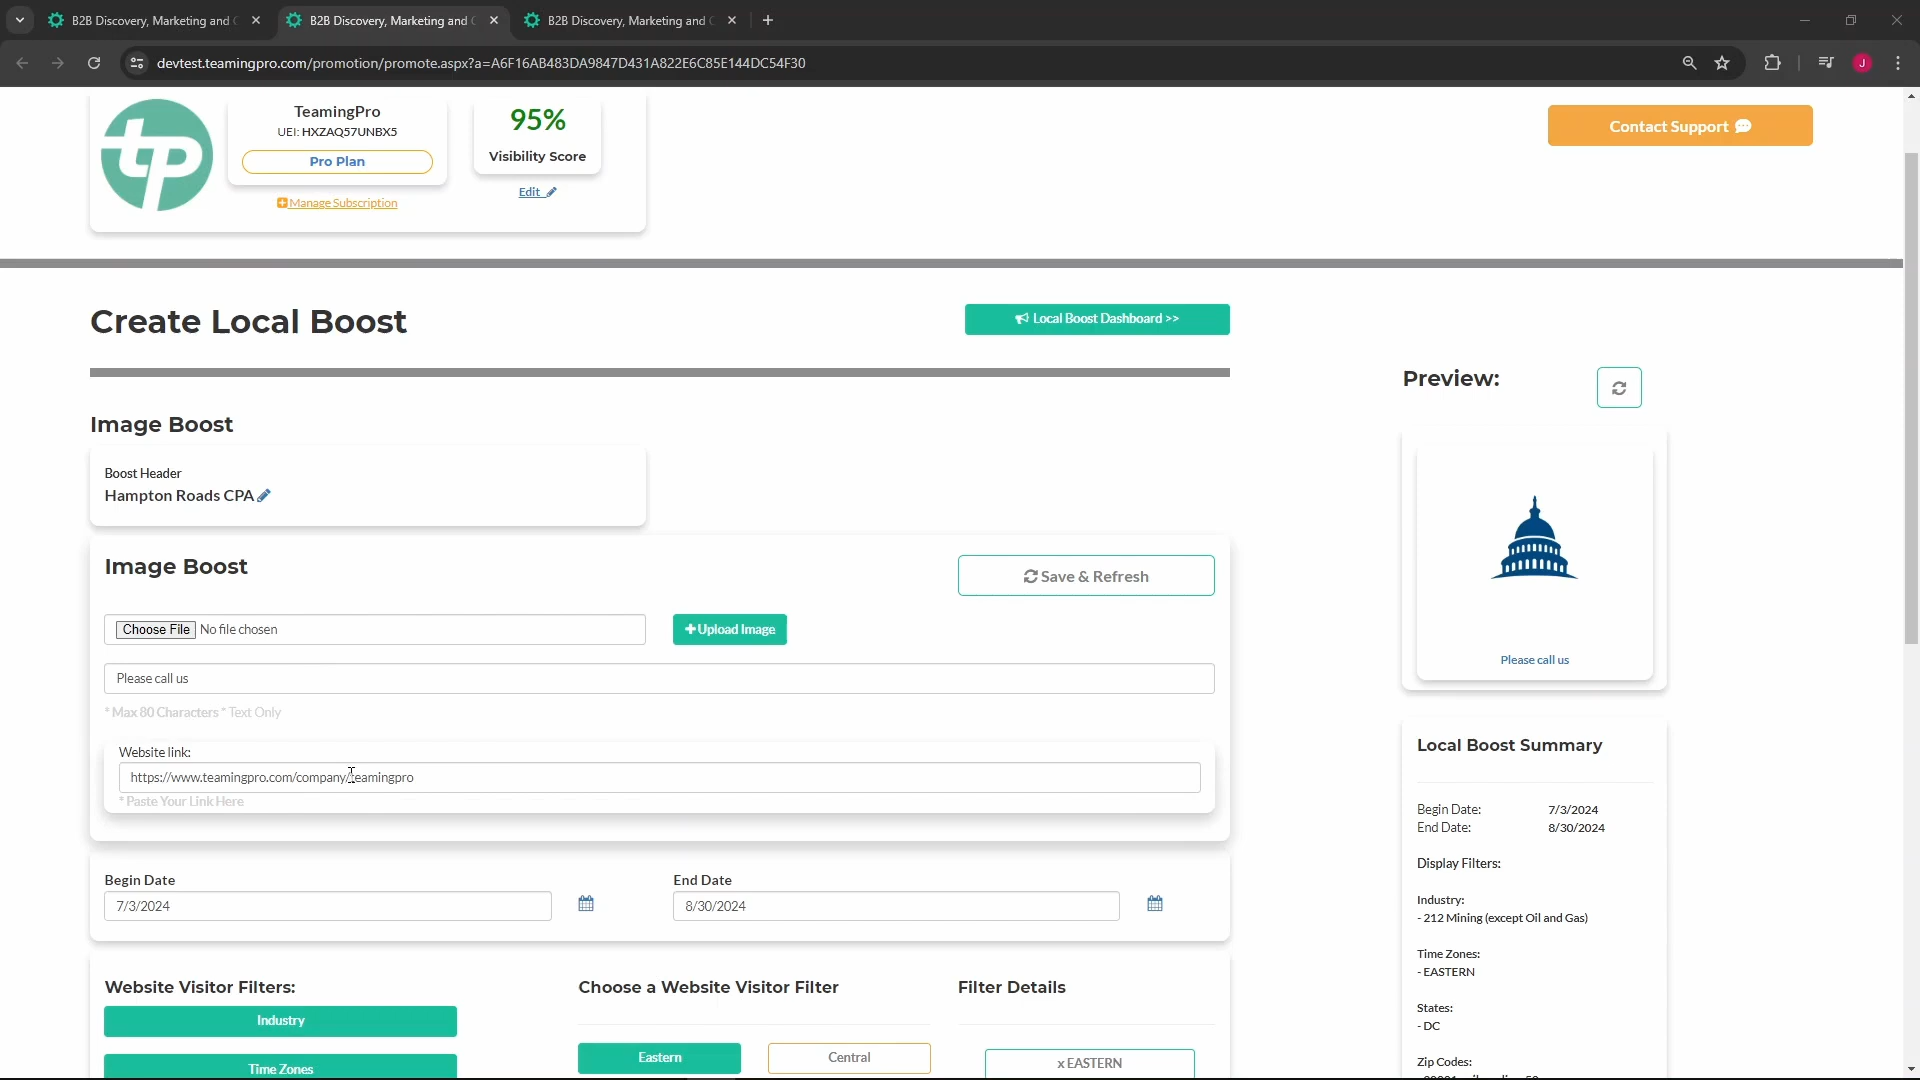 B2B Discovery, Marketing and
B2B Discovery, Marketing and
B2B Discovery, Marketing and
devtest.teamingpro.com/promotion/promote.aspx?a=A6F16AB483DA9847D431A822E6C85E144DC54F30
J
tp
TeamingPro
UEI: HXZAQ57UNBX5
Pro Plan
Manage Subscription
95%
Visibility Score
Edit
Contact Support
Create Local Boost
Local Boost Dashboard >>
Image Boost
Boost Header
Hampton Roads CPA
Image Boost
Save & Refresh
Choose File No file chosen
+Upload Image
Please call us
* Max 80 Characters * Text Only
Website link:
https://www.teamingpro.com/company/teamingpro
* Paste Your Link Here
Begin Date
7/3/2024
End Date
8/30/2024
Website Visitor Filters:
Industry
Time Zones
Choose a Website Visitor Filter
Eastern
Central
Filter Details
x EASTERN
Preview:
Please call us
Local Boost Summary
Begin Date: 7/3/2024
End Date: 8/30/2024
Display Filters:
Industry:
- 212 Mining (except Oil and Gas)
Time Zones:
- EASTERN
States:
- DC
Zip Codes: